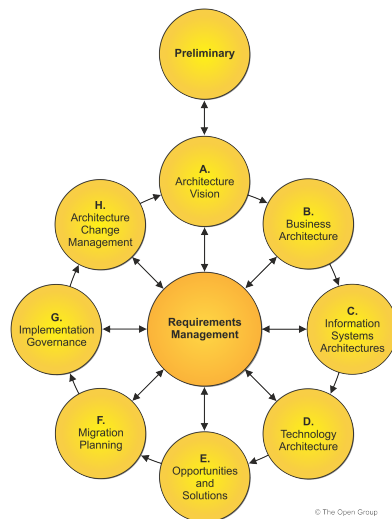 Preliminary
A.
Architecture
Vision
H.
Architecture
Change
Management
B.
Business
Architecture
G.
Implementation
Governance
Requirements
Management
C.
Information
Systems
Architectures
F.
Migration
Planning
D.
Technology
Architecture
E.
Opportunities
and
Solutions
© The Open Group